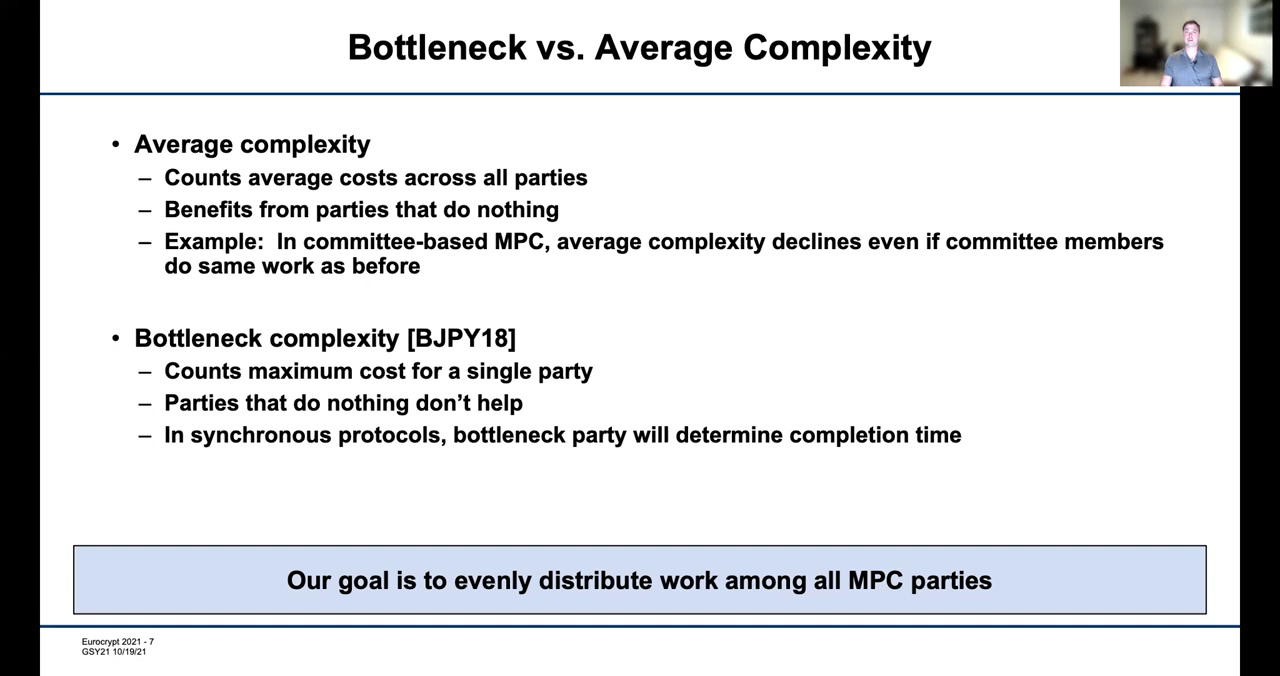 Bottleneck vs. Average Complexity
• Average complexity
– Counts average costs across all parties
– Benefits from parties that do nothing
– Example: In committee-based MPC, average complexity declines even if committee members
do same work as before
• Bottleneck complexity [BJPY18]
– Counts maximum cost for a single party
– Parties that do nothing don’t help
– In synchronous protocols, bottleneck party will determine completion time
Our goal is to evenly distribute work among all MPC parties
Eurocrypt 2021 - 7
GSY21 10/19/21